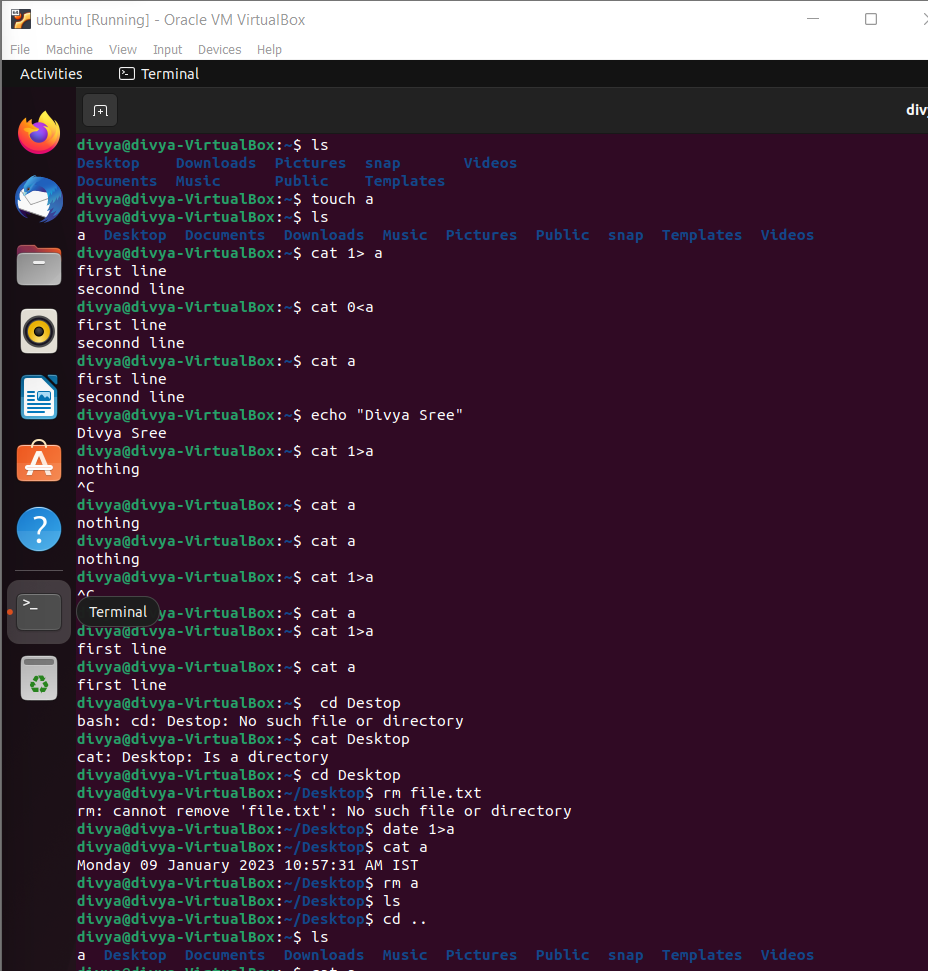 ubuntu [Running] - Oracle VM VirtualBox
File Machine View Input Devices Help
Activities Terminal
divya@divya-VirtualBox:~$ ls
Desktop Downloads Pictures snap Videos
Documents Music Public Templates
divya@divya-VirtualBox:~$ touch a
divya@divya-VirtualBox:~$ ls
a Desktop Documents Downloads Music Pictures Public snap Templates Videos
divya@divya-VirtualBox:~$ cat 1> a
first line
seconnd line
divya@divya-VirtualBox:~$ cat 0<a
first line
seconnd line
divya@divya-VirtualBox:~$ cat a
first line
seconnd line
divya@divya-VirtualBox:~$ echo "Divya Sree"
Divya Sree
divya@divya-VirtualBox:~$ cat 1>a
nothing
^C
divya@divya-VirtualBox:~$ cat a
nothing
divya@divya-VirtualBox:~$ cat a
nothing
divya@divya-VirtualBox:~$ cat 1>a
^C
Terminal
ya-VirtualBox:~$ cat a
divya@divya-VirtualBox:~$ cat 1>a
first line
divya@divya-VirtualBox:~$ cat a
first line
divya@divya-VirtualBox:~$  cd Destop
bash: cd: Destop: No such file or directory
divya@divya-VirtualBox:~$ cat Desktop
cat: Desktop: Is a directory
divya@divya-VirtualBox:~$ cd Desktop
divya@divya-VirtualBox:~/Desktop$ rm file.txt
rm: cannot remove 'file.txt': No such file or directory
divya@divya-VirtualBox:~/Desktop$ date 1>a
divya@divya-VirtualBox:~/Desktop$ cat a
Monday 09 January 2023 10:57:31 AM IST
divya@divya-VirtualBox:~/Desktop$ rm a
divya@divya-VirtualBox:~/Desktop$ ls
divya@divya-VirtualBox:~/Desktop$ cd ..
divya@divya-VirtualBox:~$ ls
a Desktop Documents Downloads Music Pictures Public snap Templates Videos